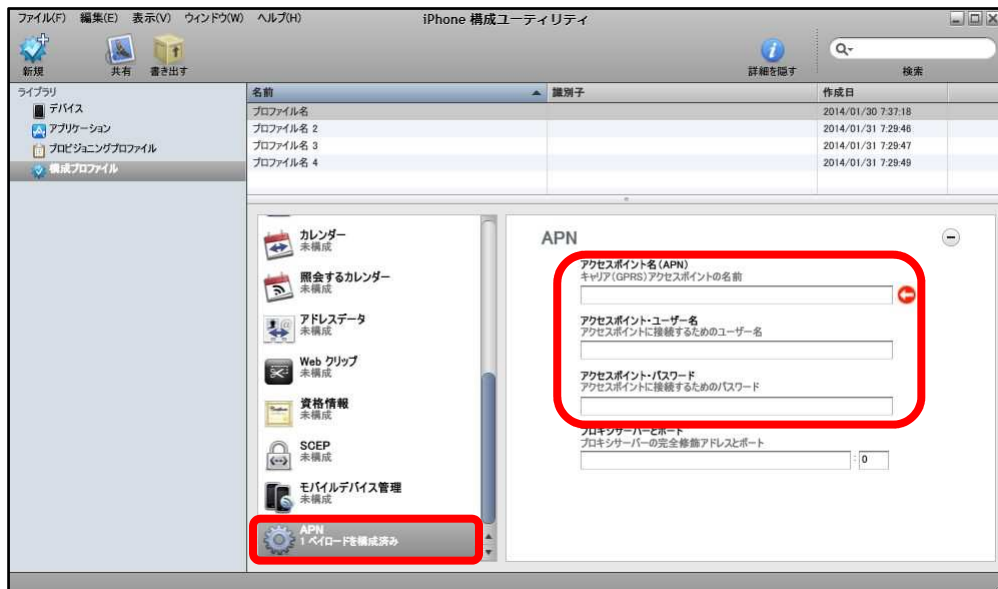 ファイル(F) 編集(E) 表示(V) ウィンドウ(W) ヘルプ(H) iPhone 構成ユーティリティ
新規 共有 書き出す 詳細を隠す 検索
ライブラリ
デバイス
アプリケーション
プロビジョニングプロファイル
構成プロファイル
名前 識別子 作成日
プロファイル名 2014/01/30 7:37:18
プロファイル名 2 2014/01/31 7:29:46
プロファイル名 3 2014/01/31 7:29:47
プロファイル名 4 2014/01/31 7:29:49
カレンダー
未構成
照会するカレンダー
未構成
アドレスデータ
未構成
Web クリップ
未構成
資格情報
未構成
SCEP
未構成
モバイルデバイス管理
未構成
APN
1 ペイロードを構成済み
APN
アクセスポイント名(APN)
キャリア(GPRS)アクセスポイントの名前
アクセスポイント・ユーザー名
アクセスポイントに接続するためのユーザー名
アクセスポイント・パスワード
アクセスポイントに接続するためのパスワード
プロキシサーバーとポート
プロキシサーバーの完全修飾アドレスとポート
: 0